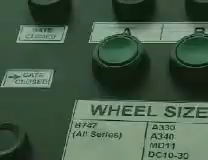 GATE
CLOSED
A
B
GATE
CLOSED
WHEEL SIZE
B747
(All Series)
A330
A340
MD11
DC10-30